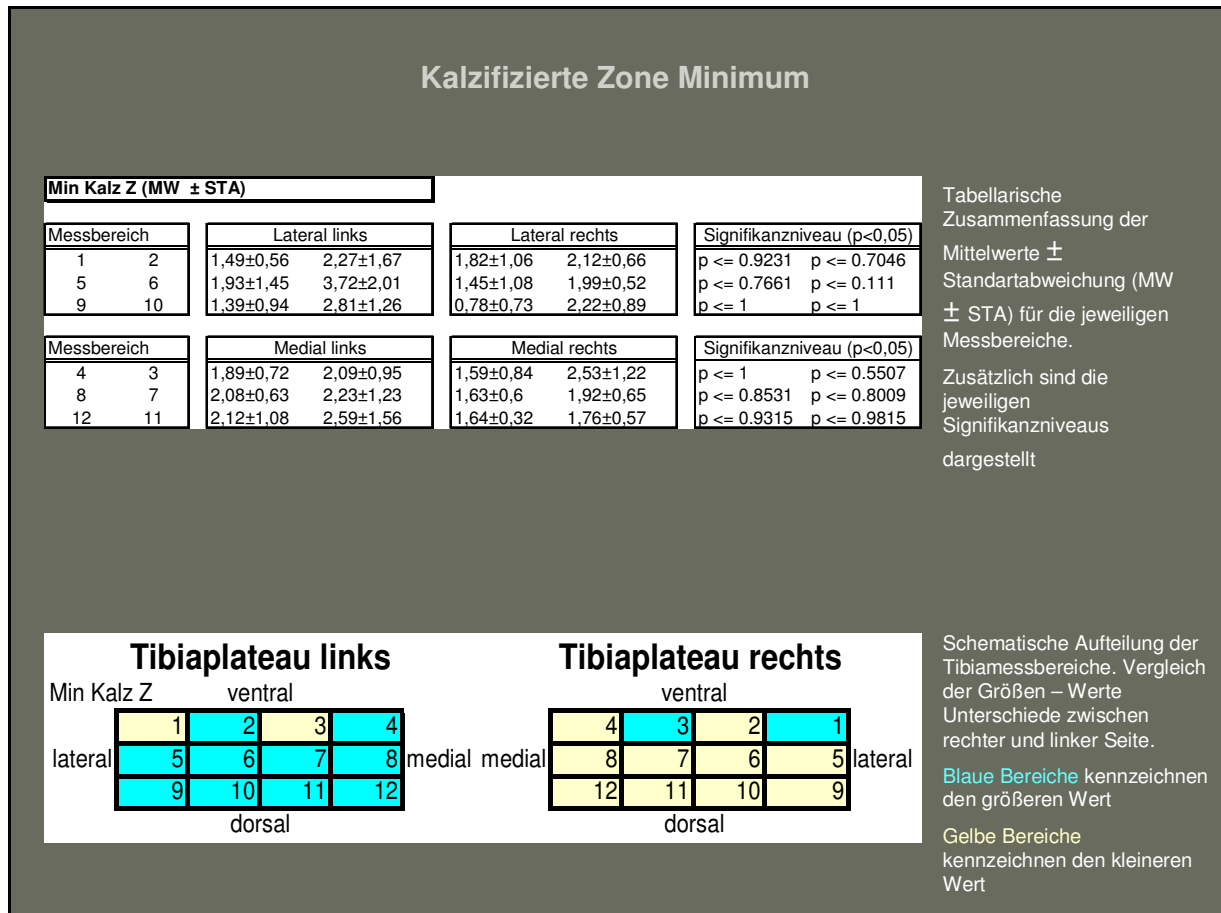 Kalzifizierte Zone Minimum
Min Kalz Z (MW ± STA)
Messbereich Lateral links Lateral rechts Signifikanzniveau (p<0,05)
1 2 1,49±0,56 2,27±1,67 1,82±1,06 2,12±0,66 p <= 0.9231 p <= 0.7046
5 6 1,93±1,45 3,72±2,01 1,45±1,08 1,99±0,52 p <= 0.7661 p <= 0.111
9 10 1,39±0,94 2,81±1,26 0,78±0,73 2,22±0,89 p <= 1 p <= 1
Messbereich Medial links Medial rechts Signifikanzniveau (p<0,05)
4 3 1,89±0,72 2,09±0,95 1,59±0,84 2,53±1,22 p <= 1 p <= 0.5507
8 7 2,08±0,63 2,23±1,23 1,63±0,6 1,92±0,65 p <= 0.8531 p <= 0.8009
12 11 2,12±1,08 2,59±1,56 1,64±0,32 1,76±0,57 p <= 0.9315 p <= 0.9815
Tabellarische
Zusammenfassung der
Mittelwerte ±
Standartabweichung (MW
± STA) für die jeweiligen
Messbereiche.
Zusätzlich sind die
jeweiligen
Signifikanzniveaus
dargestellt
Tibiaplateau links Tibiaplateau rechts
Min Kalz Z ventral ventral
1 2 3 4 4 3 2 1
lateral 5 6 7 8 medial medial 8 7 6 5 lateral
9 10 11 12 12 11 10 9
dorsal dorsal
Schematische Aufteilung der
Tibiamessbereiche. Vergleich
der Größen – Werte
Unterschiede zwischen
rechter und linker Seite.
Blaue Bereiche kennzeichnen
den größeren Wert
Gelbe Bereiche
kennzeichnen den kleineren
Wert